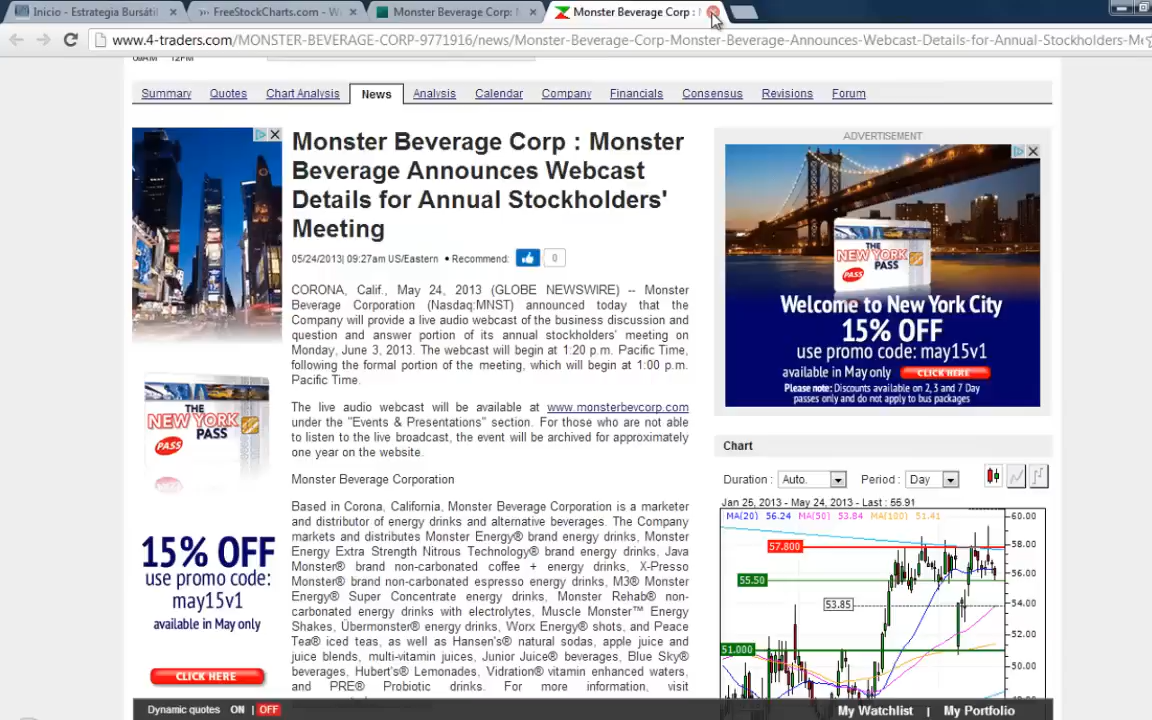 Inicio - Estrategia Bursátil
FreeStockCharts.com - W
Monster Beverage Corp:
Monster Beverage Corp :
www.4-traders.com/MONSTER-BEVERAGE-CORP-9771916/news/Monster-Beverage-Corp-Monster-Beverage-Announces-Webcast-Details-for-Annual-Stockholders-M
Summary Quotes Chart Analysis News Analysis Calendar Company Financials Consensus Revisions Forum
Monster Beverage Corp : Monster
Beverage Announces Webcast
Details for Annual Stockholders'
Meeting
05/24/2013| 09:27am US/Eastern • Recommend: 0
CORONA, Calif., May 24, 2013 (GLOBE NEWSWIRE) -- Monster
Beverage Corporation (Nasdaq:MNST) announced today that the
Company will provide a live audio webcast of the business discussion and
question and answer portion of its annual stockholders' meeting on
Monday, June 3, 2013. The webcast will begin at 1:20 p.m. Pacific Time,
following the formal portion of the meeting, which will begin at 1:00 p.m.
Pacific Time.
The live audio webcast will be available at www.monsterbevcorp.com
under the "Events & Presentations" section. For those who are not able
to listen to the live broadcast, the event will be archived for approximately
one year on the website.
Monster Beverage Corporation
Based in Corona, California, Monster Beverage Corporation is a marketer
and distributor of energy drinks and alternative beverages. The Company
markets and distributes Monster Energy® brand energy drinks, Monster
Energy Extra Strength Nitrous Technology® brand energy drinks, Java
Monster® brand non-carbonated coffee + energy drinks, X-Presso
Monster® brand non-carbonated espresso energy drinks, M3® Monster
Energy® Super Concentrate energy drinks, Monster Rehab® non-
carbonated energy drinks with electrolytes, Muscle Monster™ Energy
Shakes, Übermonster® energy drinks, Worx Energy® shots, and Peace
Tea® iced teas, as well as Hansen's® natural sodas, apple juice and
juice blends, multi-vitamin juices, Junior Juice® beverages, Blue Sky®
beverages, Hubert's® Lemonades, Vidration® vitamin enhanced waters,
and PRE® Probiotic drinks. For more information, visit
THE
NEW YORK
PASS
15% OFF
use promo code:
may15v1
available in May only
CLICK HERE
ADVERTISEMENT
THE
NEW YORK
PASS
Welcome to New York City
15% OFF
use promo code: may15v1
available in May only CLICK HERE
Please note: Discounts available on 2, 3 and 7 Day
passes only and do not apply to bus packages
Chart
Duration : Auto. Period : Day
Jan 25, 2013 - May 24, 2013 - Last : 55.91
MA(20) 56.24 MA(50) 53.84 MA(100) 51.41
60.00
57.800
58.00
55.50
56.00
53.85
54.00
52.00
51.000
50.00
Dynamic quotes ON | OFF
My Watchlist | My Portfolio